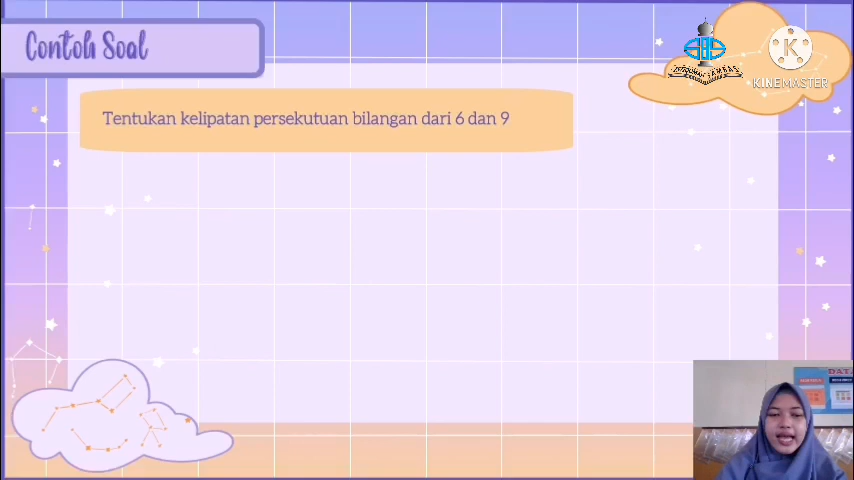 Contoh Soal
KINEMASTER
Tentukan kelipatan persekutuan bilangan dari 6 dan 9